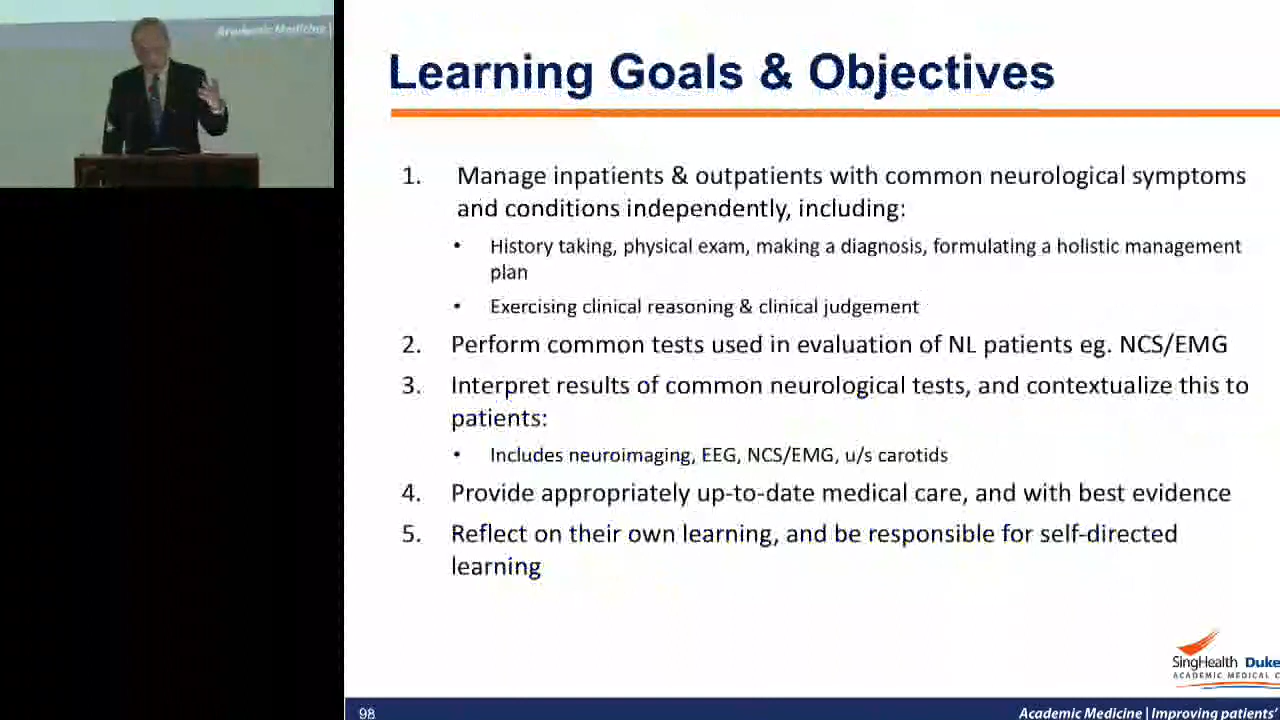 Academic Medicine |
Learning Goals & Objectives
1. Manage inpatients & outpatients with common neurological symptoms
and conditions independently, including:
• History taking, physical exam, making a diagnosis, formulating a holistic management
plan
• Exercising clinical reasoning & clinical judgement
2. Perform common tests used in evaluation of NL patients eg. NCS/EMG
3. Interpret results of common neurological tests, and contextualize this to
patients:
• Includes neuroimaging, EEG, NCS/EMG, u/s carotids
4. Provide appropriately up-to-date medical care, and with best evidence
5. Reflect on their own learning, and be responsible for self-directed
learning
SingHealth Duke
ACADEMIC MEDICAL C
98
Academic Medicine | Improving patients'